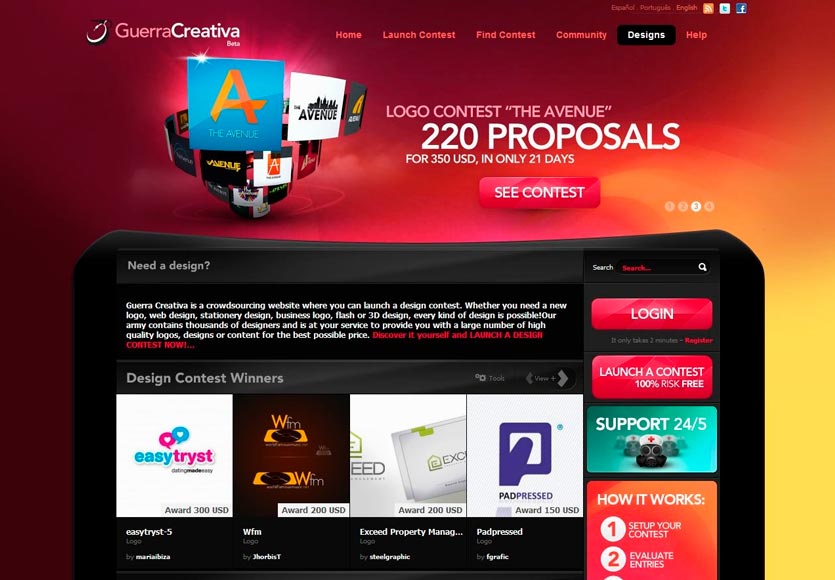 Español . Português . English
GuerraCreativa
Beta
Home Launch Contest Find Contest Community Designs Help
A
THE AVENUE
THE
AVENUE
AVENUE
LOGO CONTEST “THE AVENUE”
220 PROPOSALS
FOR 350 USD, IN ONLY 21 DAYS
SEE CONTEST
1 2 3 4
Need a design?
Search Search...
Guerra Creativa is a crowdsourcing website where you can launch a design contest. Whether you need a new
logo, web design, stationery design, business logo, flash or 3D design, every kind of design is possible!Our
army contains thousands of designers and is at your service to provide you with a large number of high
quality logos, designs or content for the best possible price. Discover it yourself and LAUNCH A DESIGN
CONTEST NOW!...
LOGIN
It only takes 2 minutes - Register
LAUNCH A CONTEST
100% RISK FREE
Design Contest Winners
Tools View +
SUPPORT 24/5
easytryst
datingmadeeasy
Wfm
Wfm
EXCEED
PADPRESSED
Award 300 USD Award 200 USD Award 200 USD Award 150 USD
easytryst-5 Wfm Exceed Property Manag... Padpressed
Logo Logo Logo Logo
by mariaibiza by JhorbisT by steelgraphic by fgrafic
HOW IT WORKS:
1 SETUP YOUR
CONTEST
2 EVALUATE
ENTRIES